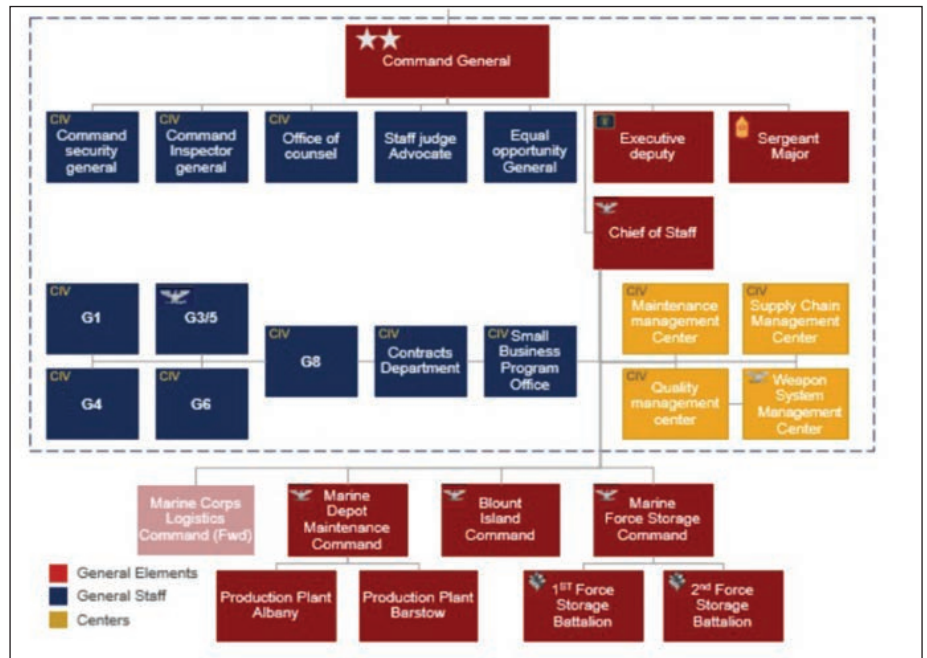 Command General
CIV
Command
security
general
CIV
Command
Inspector
general
CIV
Office of
counsel
Staff judge
Advocate
Equal
opportunity
General
Executive
deputy
Sergeant
Major
Chief of Staff
CIV
G1
G3/5
CIV
G4
CIV
G6
CIV
G8
CIV
Contracts
Department
CIV Small
Business
Program
Office
CIV
Maintenance
management
Center
CIV
Supply Chain
Management
Center
CIV
Quality
management
center
Weapon
System
Management
Center
Marine Corps
Logistics
Command (Fwd)
Marine
Depot
Maintenance
Command
Blount
Island
Command
Marine
Force Storage
Command
Production Plant
Albany
Production Plant
Barstow
1ST Force
Storage
Battalion
2nd Force
Storage
Battalion
General Elements
General Staff
Centers